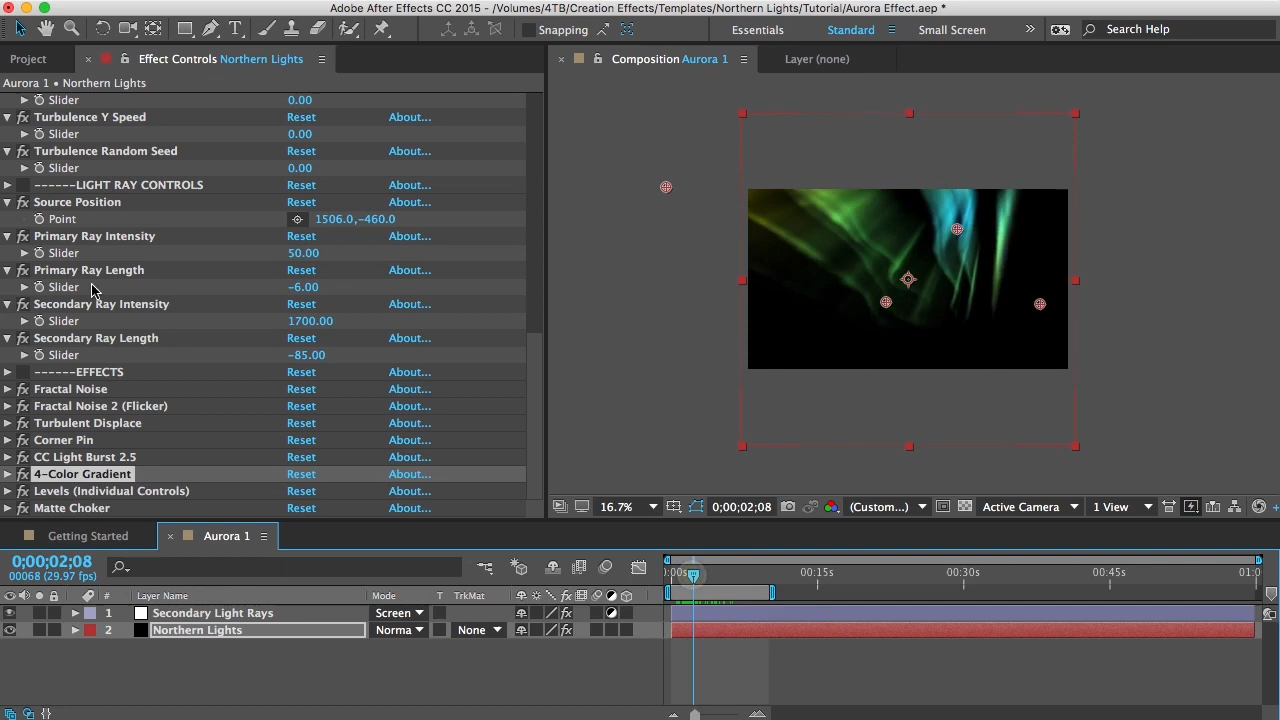 Adobe After Effects CC 2015 - /Volumes/4TB/Creation Effects/Templates/Northern Lights/Tutorial/Aurora Effect.aep *
Snapping
Essentials
Standard
Small Screen
Search Help
Project
Effect Controls Northern Lights
Composition Aurora 1
Layer (none)
Aurora 1 • Northern Lights
Slider 0.00
Turbulence Y Speed Reset About...
Slider 0.00
Turbulence Random Seed Reset About...
Slider 0.00
------LIGHT RAY CONTROLS Reset About...
Source Position Reset About...
Point 1506.0,-460.0
Primary Ray Intensity Reset About...
Slider 50.00
Primary Ray Length Reset About...
Slider -6.00
Secondary Ray Intensity Reset About...
Slider 1700.00
Secondary Ray Length Reset About...
Slider -85.00
------EFFECTS Reset About...
Fractal Noise Reset About...
Fractal Noise 2 (Flicker) Reset About...
Turbulent Displace Reset About...
Corner Pin Reset About...
CC Light Burst 2.5 Reset About...
4-Color Gradient Reset About...
Levels (Individual Controls) Reset About...
Matte Choker Reset About...
16.7%
0;00;02;08
(Custom...)
Active Camera
1 View
Getting Started
Aurora 1
0;00;02;08
00068 (29.97 fps)
):00s 00:15s 00:30s 00:45s 01:0
# Layer Name Mode T TrkMat
1 Secondary Light Rays Screen
2 Northern Lights Norma None